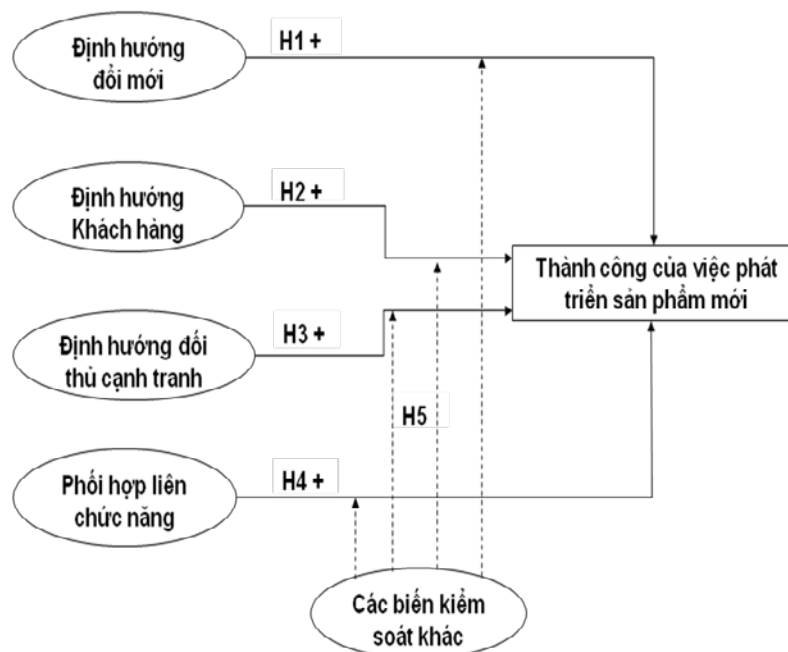 Định hướng
đổi mới
H1 +
Định hướng
Khách hàng
H2 +
Thành công của việc phát
triển sản phẩm mới
Định hướng đối
thủ cạnh tranh
H3 +
H5
Phối hợp liên
chức năng
H4 +
Các biến kiểm
soát khác